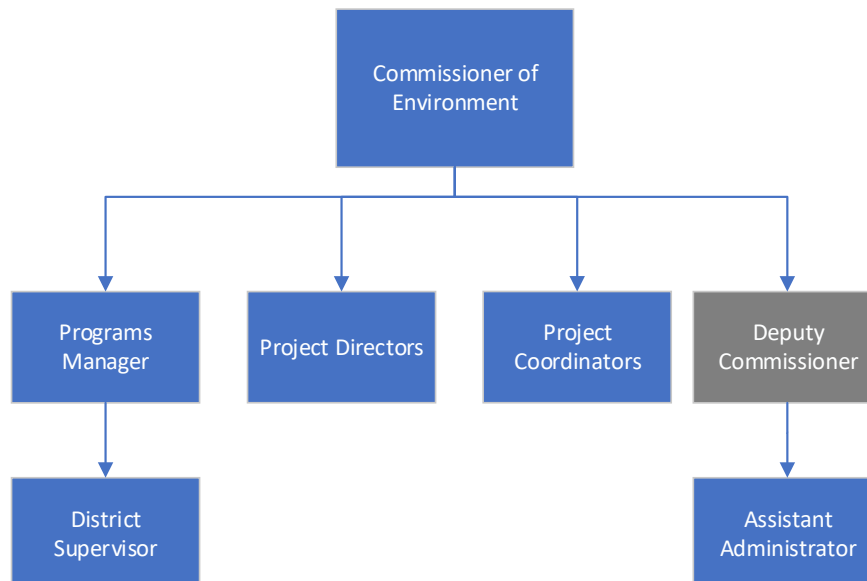 Commissioner of
Environment
Programs
Manager
Project Directors
Project
Coordinators
Deputy
Commissioner
District
Supervisor
Assistant
Administrator